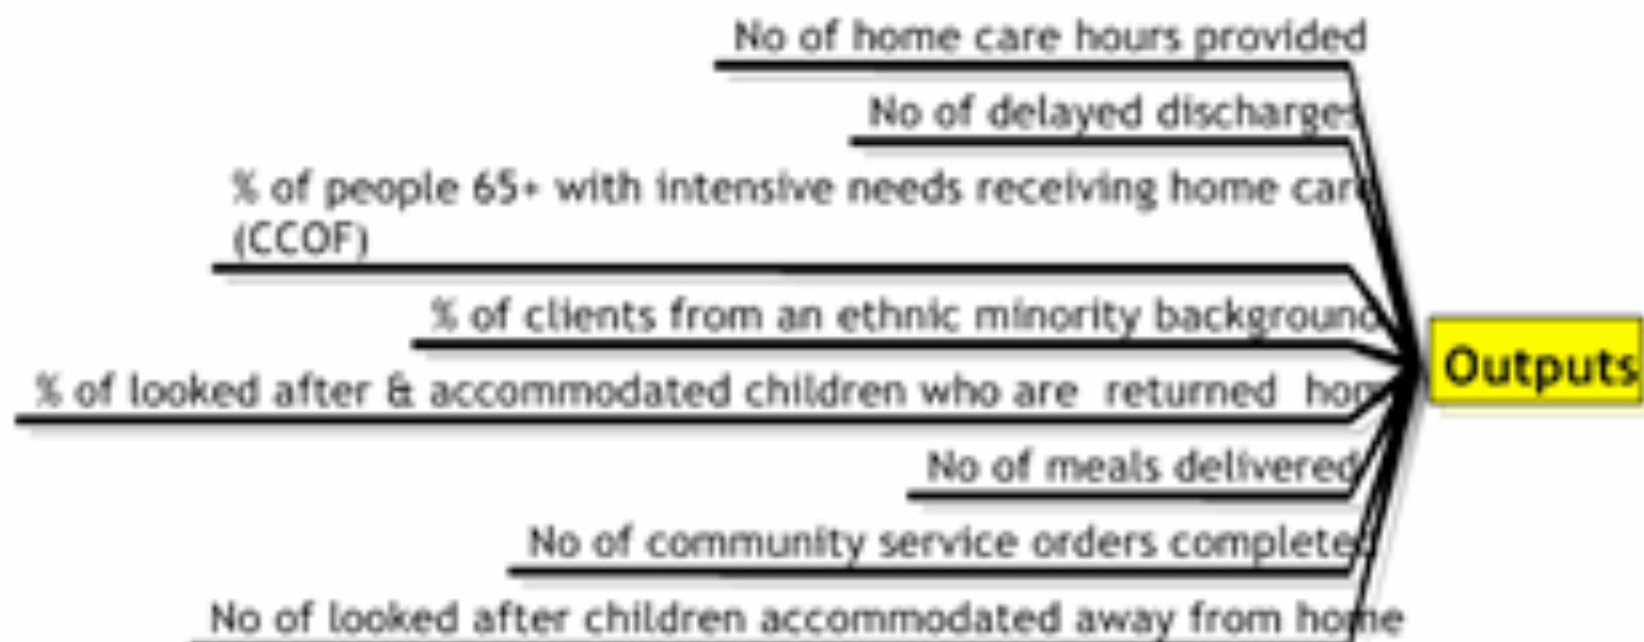 No of home care hours provided
No of delayed discharges
% of people 65+ with intensive needs receiving home care
(CCOF)
% of clients from an ethnic minority background
% of looked after & accommodated children who are returned home
Outputs
No of meals delivered
No of community service orders completed
No of looked after children accommodated away from home